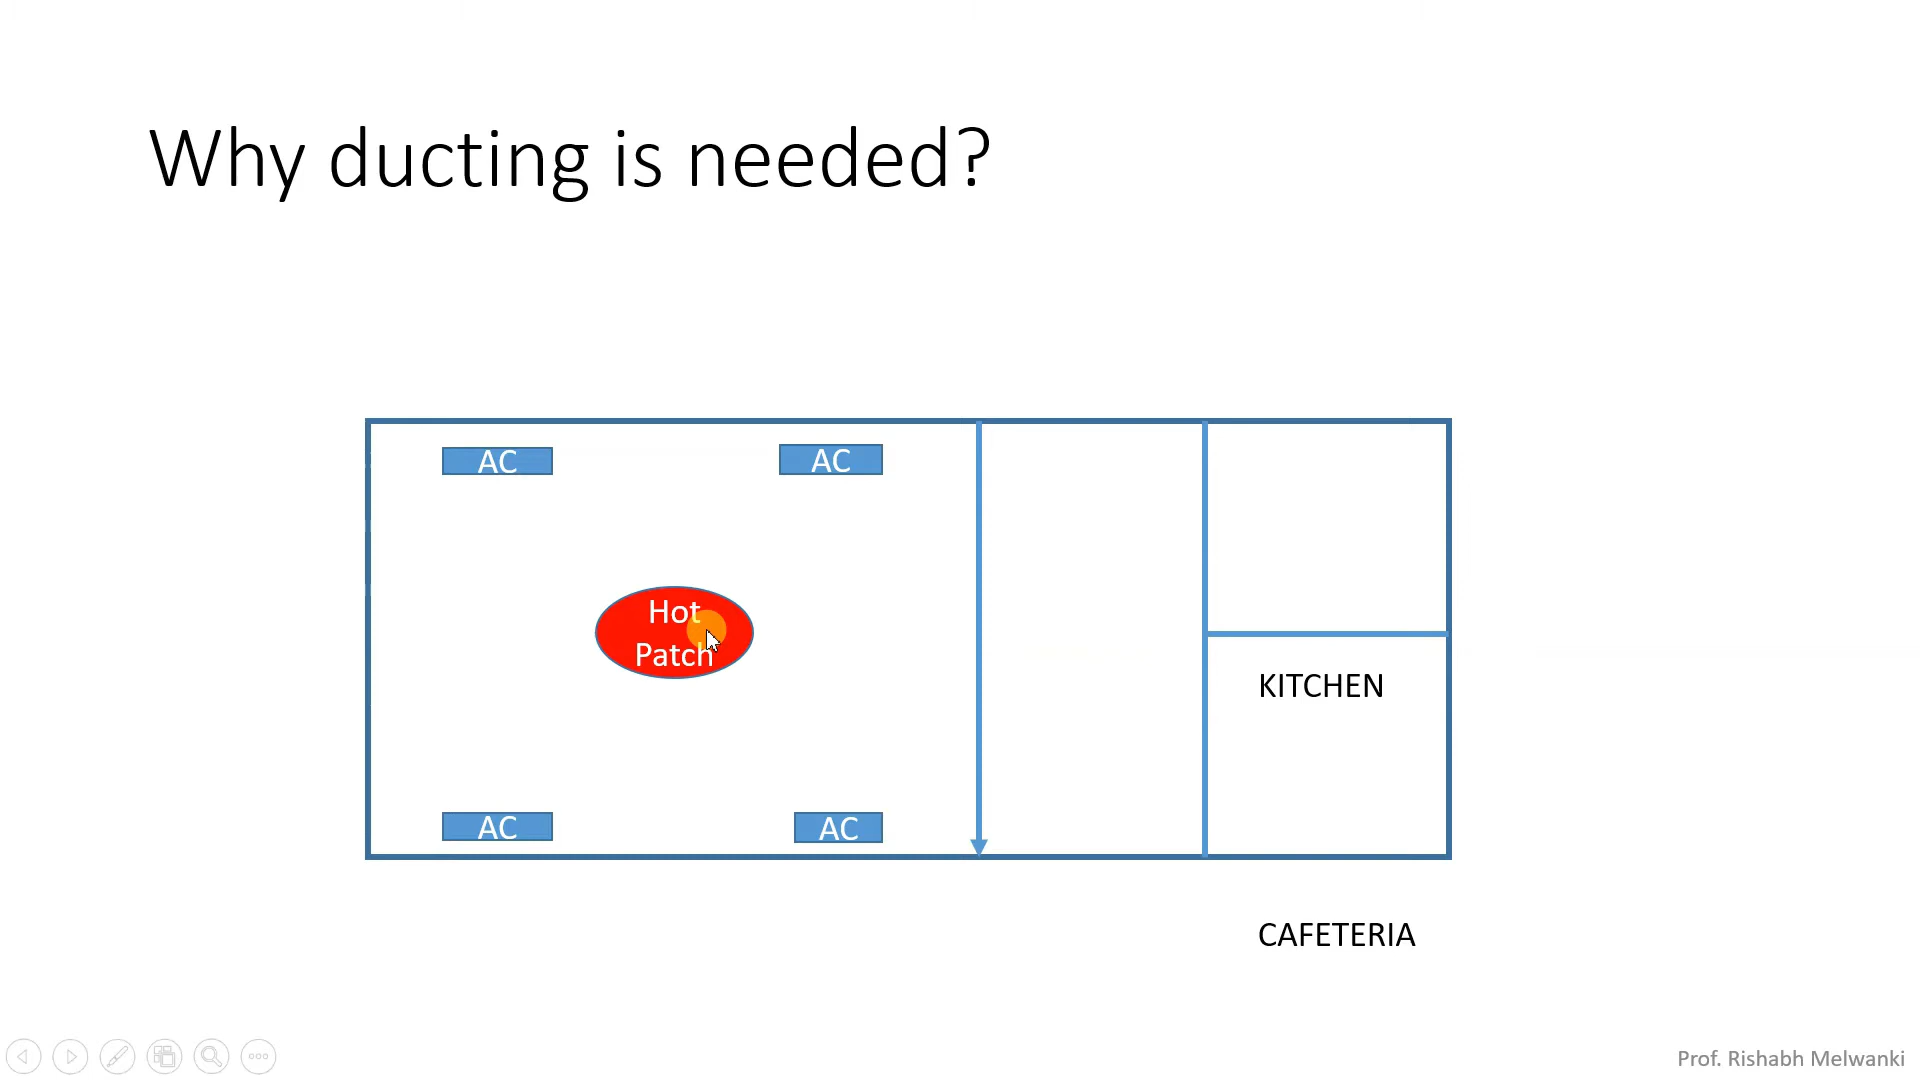 Why ducting is needed?
AC
AC
Hot
Patch
KITCHEN
AC
AC
CAFETERIA
Prof. Rishabh Melwanki